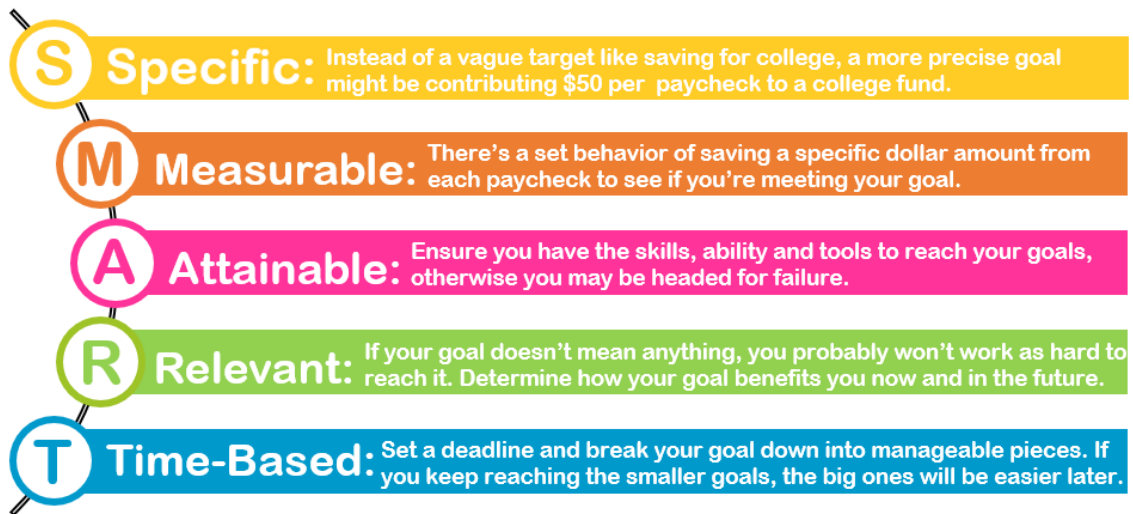 S Specific: Instead of a vague target like saving for college, a more precise goal
might be contributing $50 per paycheck to a college fund.
M Measurable: There's a set behavior of saving a specific dollar amount from
each paycheck to see if you're meeting your goal.
A Attainable: Ensure you have the skills, ability and tools to reach your goals,
otherwise you may be headed for failure.
R Relevant: If your goal doesn't mean anything, you probably won't work as hard to
reach it. Determine how your goal benefits you now and in the future.
T Time-Based: Set a deadline and break your goal down into manageable pieces. If
you keep reaching the smaller goals, the big ones will be easier later.